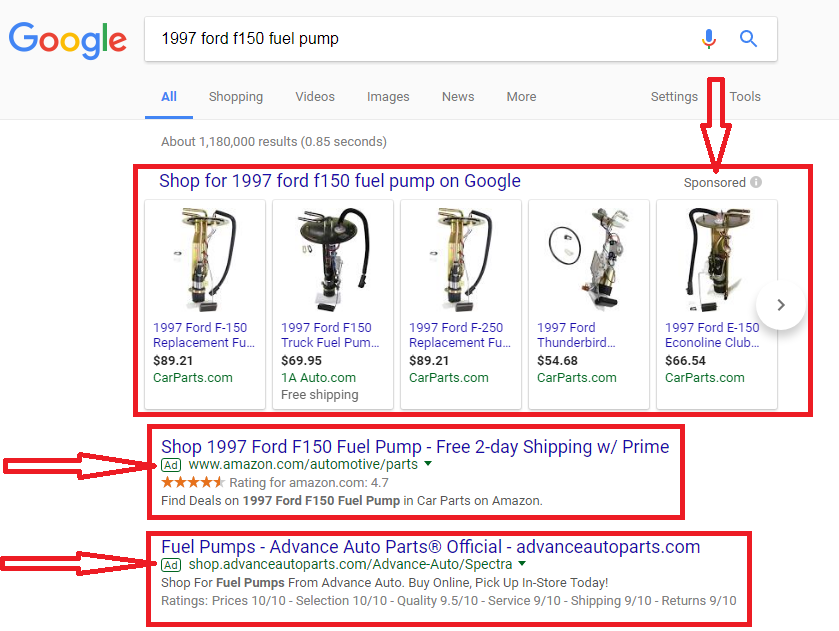 Google
1997 ford f150 fuel pump
All Shopping Videos Images News More Settings Tools
About 1,180,000 results (0.85 seconds)
Shop for 1997 ford f150 fuel pump on Google Sponsored
1997 Ford F-150
Replacement Fu...
$89.21
CarParts.com
1997 Ford F150
Truck Fuel Pum...
$69.95
1A Auto.com
Free shipping
1997 Ford F-250
Replacement Fu...
$89.21
CarParts.com
1997 Ford
Thunderbird...
$54.68
CarParts.com
1997 Ford E-150
Econoline Club...
$66.54
CarParts.com
Shop 1997 Ford F150 Fuel Pump - Free 2-day Shipping w/ Prime
Ad www.amazon.com/automotive/parts
Rating for amazon.com: 4.7
Find Deals on 1997 Ford F150 Fuel Pump in Car Parts on Amazon.
Fuel Pumps - Advance Auto Parts® Official - advanceautoparts.com
Ad shop.advanceautoparts.com/Advance-Auto/Spectra
Shop For Fuel Pumps From Advance Auto. Buy Online, Pick Up In-Store Today!
Ratings: Prices 10/10 - Selection 10/10 - Quality 9.5/10 - Service 9/10 - Shipping 9/10 - Returns 9/10